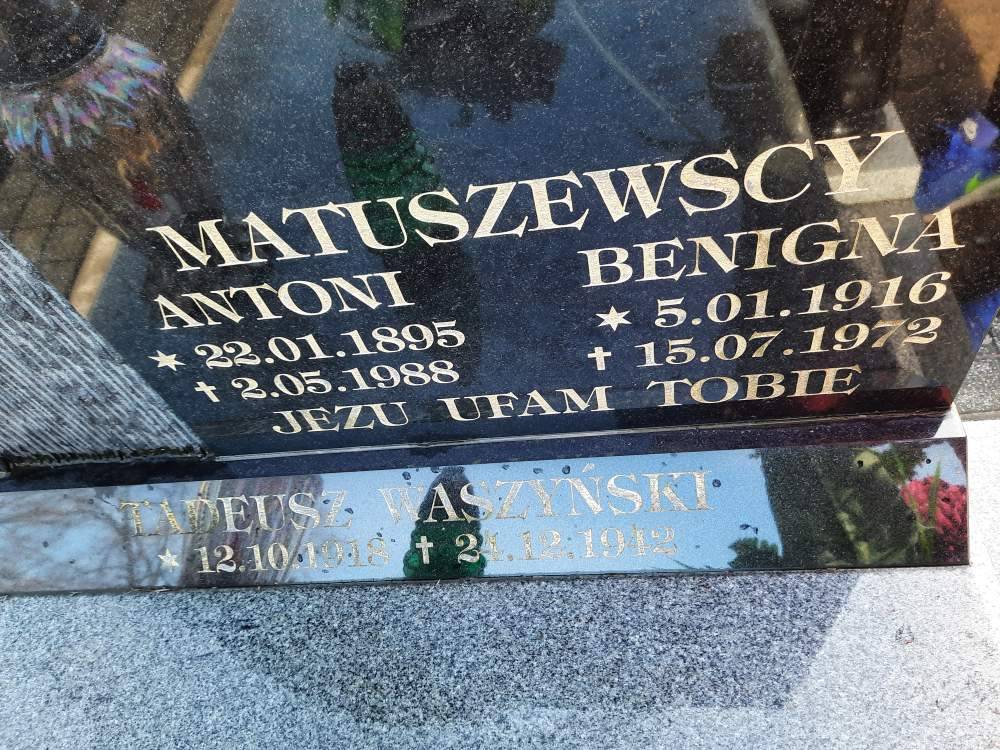 MATUSZEWSCY
ANTONI
* 22.01.1895
† 2.05.1988
BENIGNA
* 5.01.1916
† 15.07.1972
JEZU UFAM TOBIE
TADEUSZ WASZYŃSKI
* 12.10.1918 † 24.12.1942